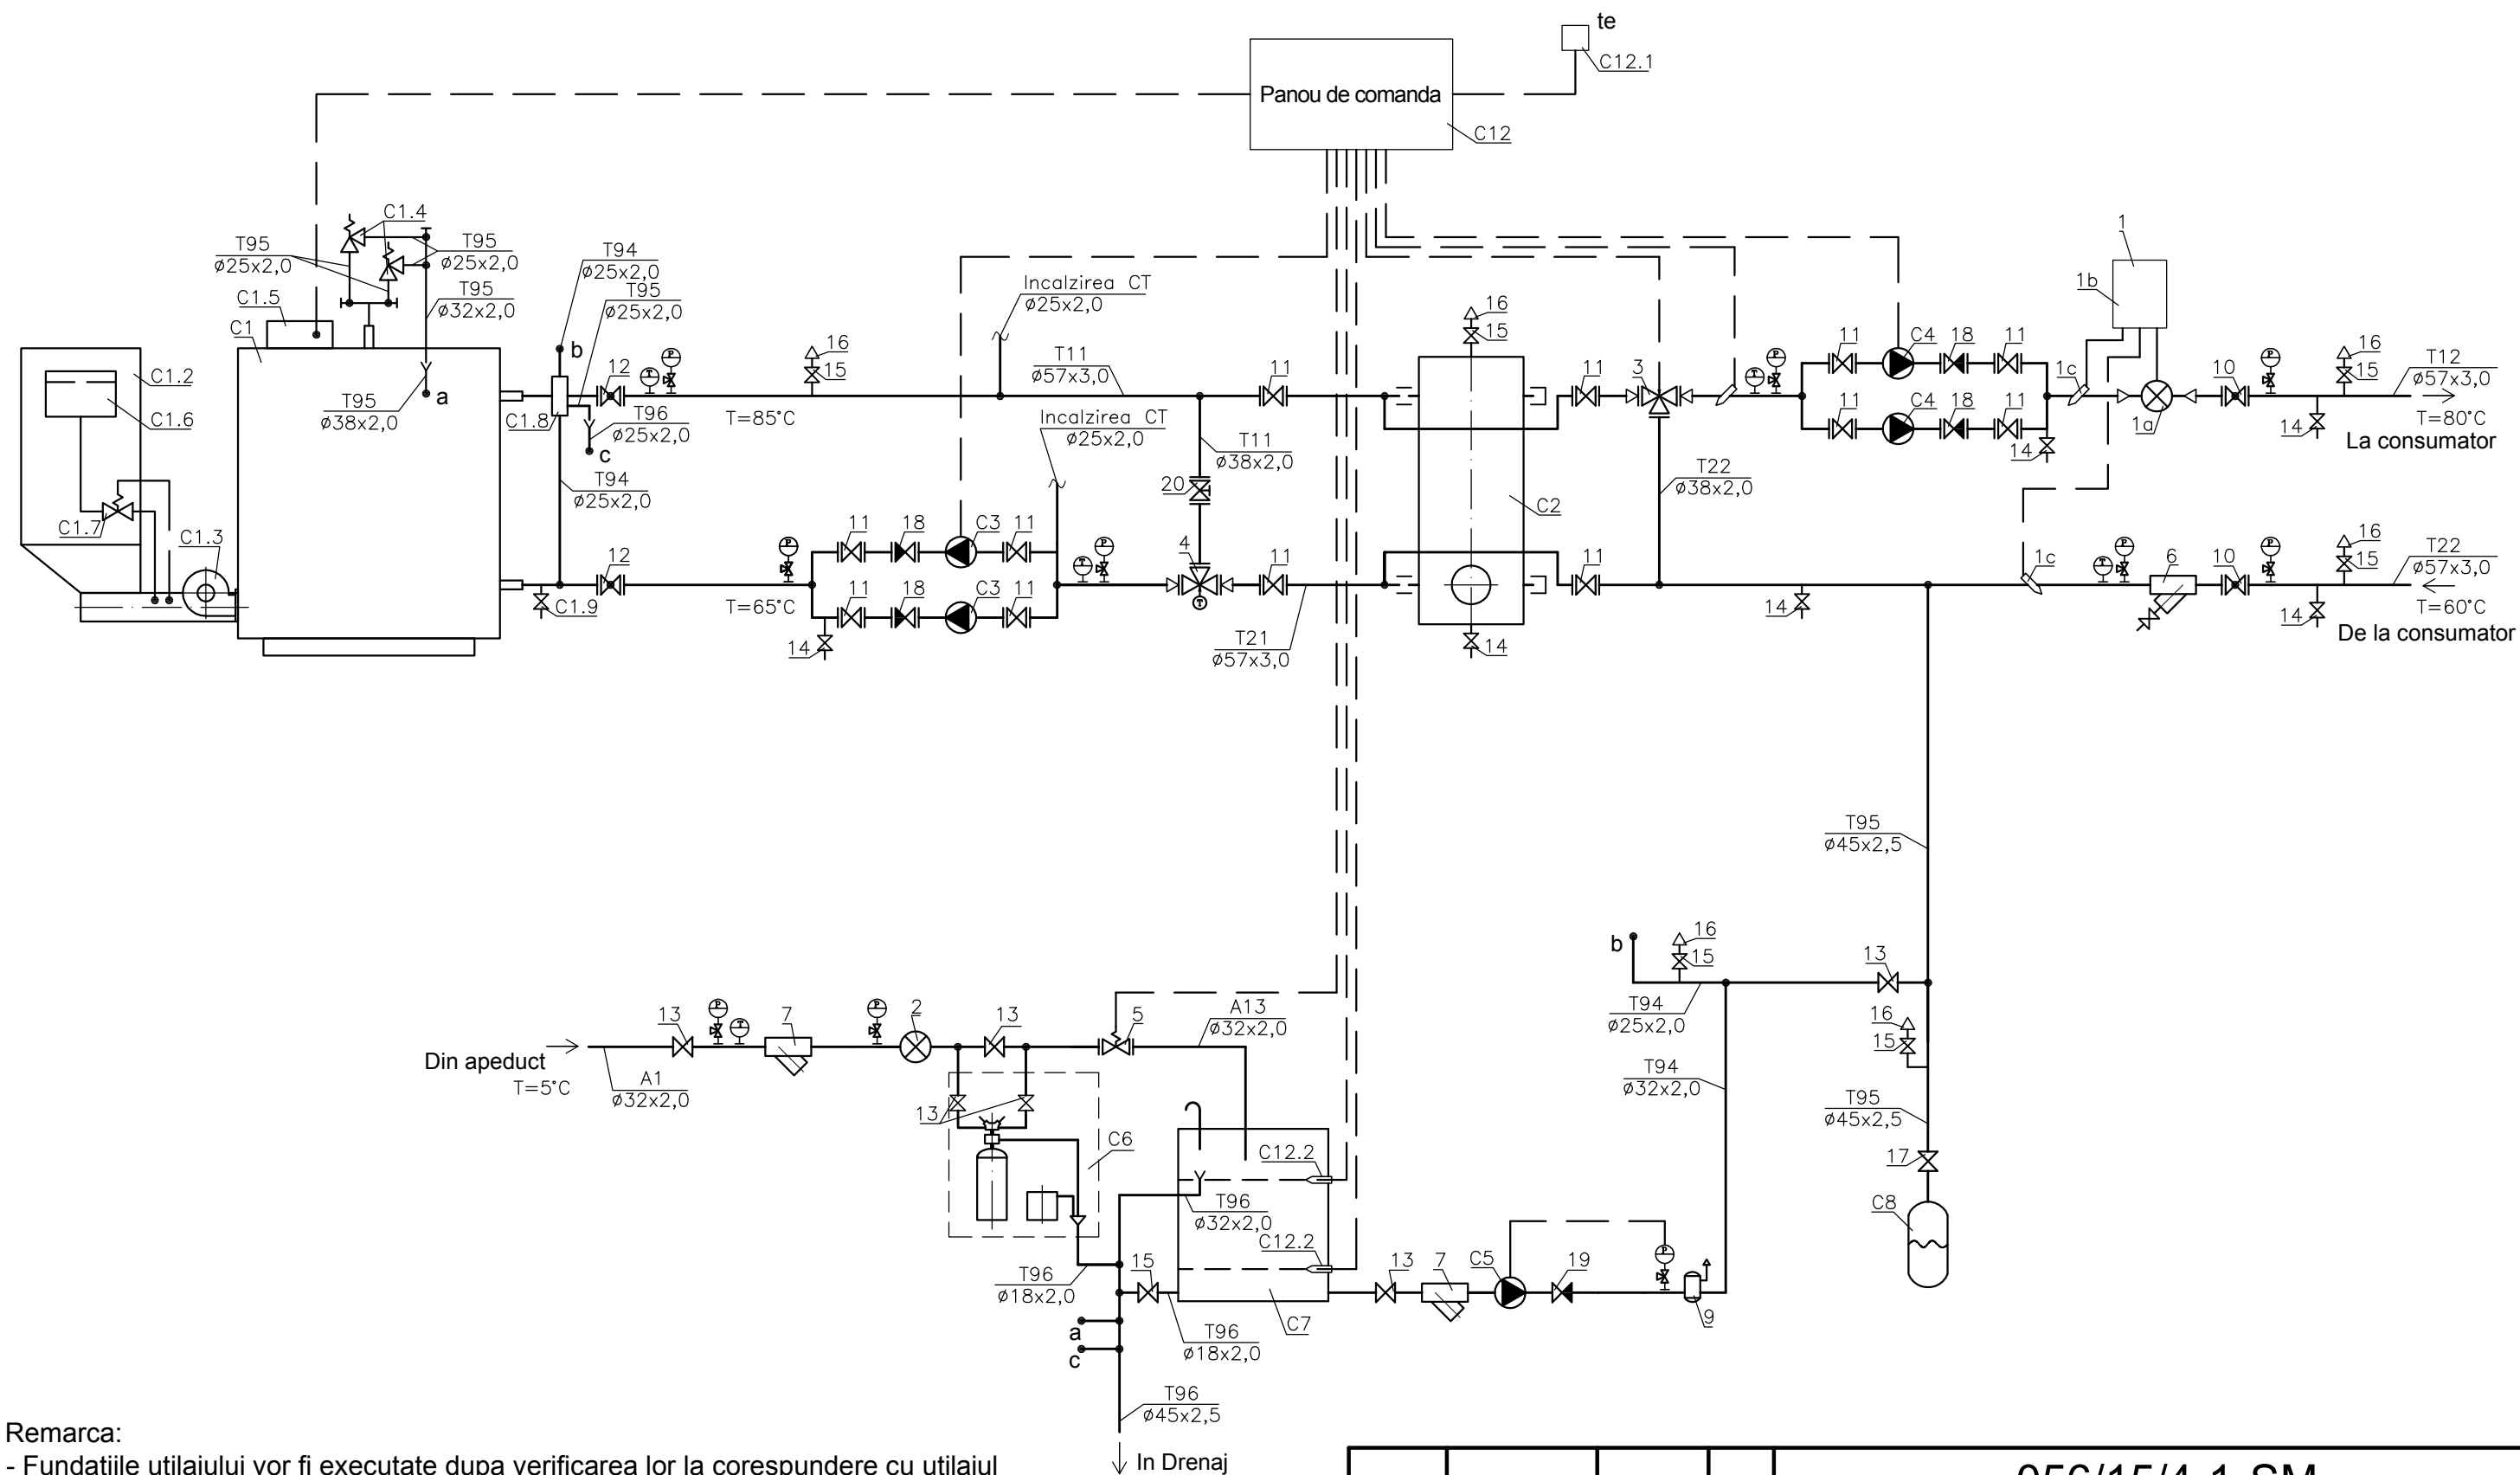 te
C12.1
Panou de comanda
C12
C1.4
T95
ø25x2,0
T95
ø25x2,0
T94
ø25x2,0
T95
ø25x2,0
T95
ø32x2,0
C1.5
C1
b
C1.2
C1.6
a
T95
ø38x2,0
C1.8
12
T96
ø25x2,0
c
T94
ø25x2,0
C1.7
C1.3
C1.9
12
P
T
T=85°C
16
15
Incalzirea CT
ø25x2,0
T11
ø57x3,0
Incalzirea CT
ø25x2,0
11
T11
ø38x2,0
20
4
11
T
T21
ø57x3,0
P
T=65°C
11
18
C3
11
11
18
C3
11
14
T
P
16
15
C2
14
11
3
11
T22
ø38x2,0
T
P
11
C4
18
11
11
C4
18
11
14
1
1b
1c
1a
10
P
16
15
14
T12
ø57x3,0
T=80°C
La consumator
14
1c
T
P
6
10
P
16
15
14
T22
ø57x3,0
T=60°C
De la consumator
T95
ø45x2,5
b
16
15
13
T94
ø25x2,0
16
15
T94
ø32x2,0
T95
ø45x2,5
17
C8
Din apeduct
T=5°C
A1
ø32x2,0
13
P
T
7
P
2
13
5
A13
ø32x2,0
13
C6
C12.2
T96
ø32x2,0
C12.2
T96
ø18x2,0
15
C7
T96
ø18x2,0
a
c
T96
ø45x2,5
In Drenaj
13
7
C5
19
P
9
Remarca:
- Fundatiile utilajului vor fi executate dupa verificarea lor la corespundere cu utilajul
056/15/4-1-SM